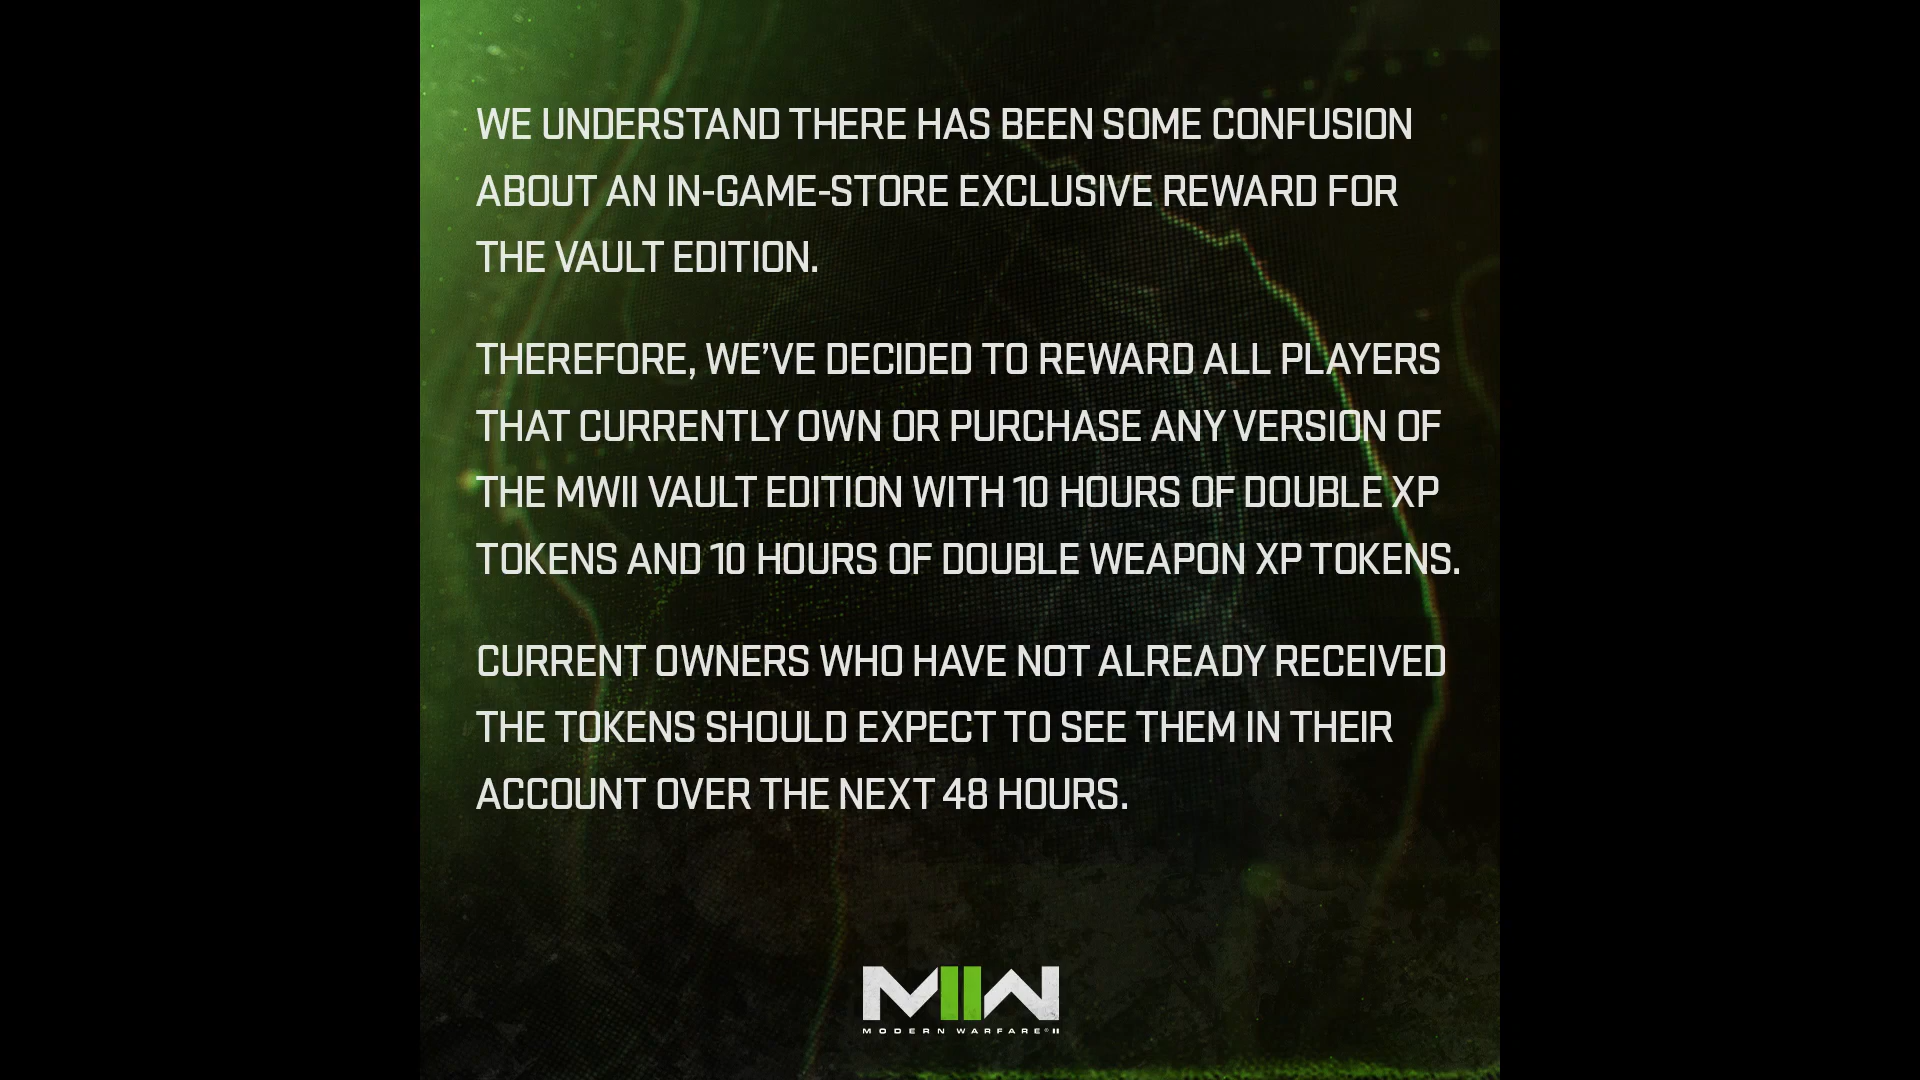 WE UNDERSTAND THERE HAS BEEN SOME CONFUSION
ABOUT AN IN-GAME-STORE EXCLUSIVE REWARD FOR
THE VAULT EDITION.
THEREFORE, WE’VE DECIDED TO REWARD ALL PLAYERS
THAT CURRENTLY OWN OR PURCHASE ANY VERSION OF
THE MWII VAULT EDITION WITH 10 HOURS OF DOUBLE XP
TOKENS AND 10 HOURS OF DOUBLE WEAPON XP TOKENS.
CURRENT OWNERS WHO HAVE NOT ALREADY RECEIVED
THE TOKENS SHOULD EXPECT TO SEE THEM IN THEIR
ACCOUNT OVER THE NEXT 48 HOURS.
MIIW
MODERN WARFARE® II